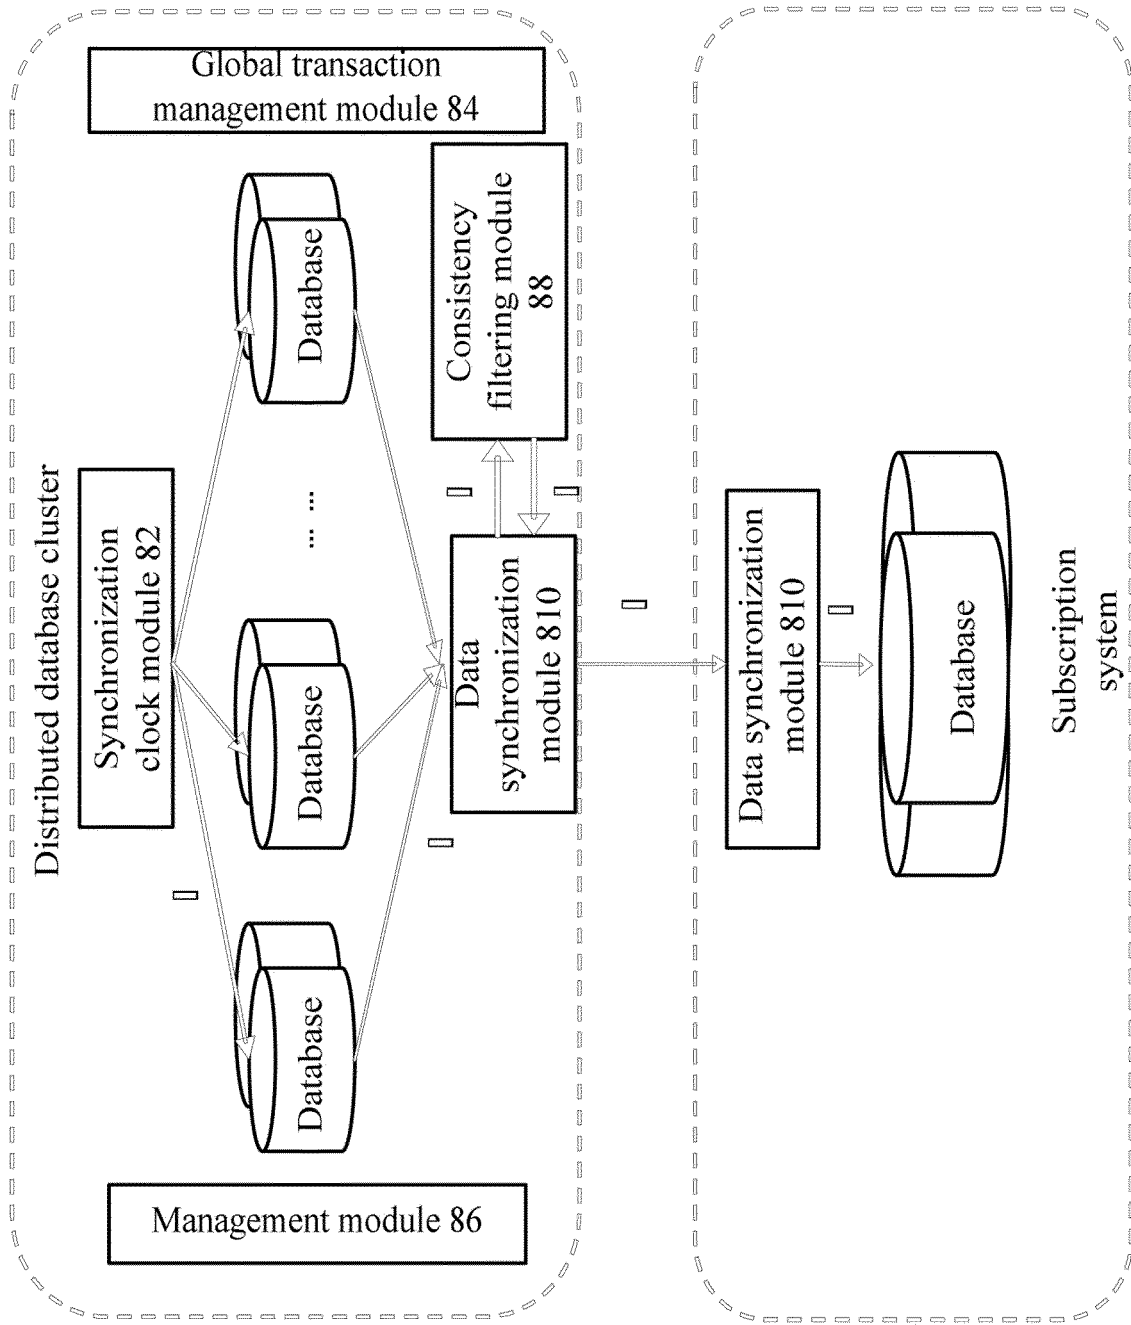 Global transaction
management module 84
Distributed database cluster
Synchronization
clock module 82
Database
Database
Database
... ...
Consistency
filtering module
88
Data
synchronization
module 810
Management module 86
Data synchronization
module 810
Database
Subscription
system